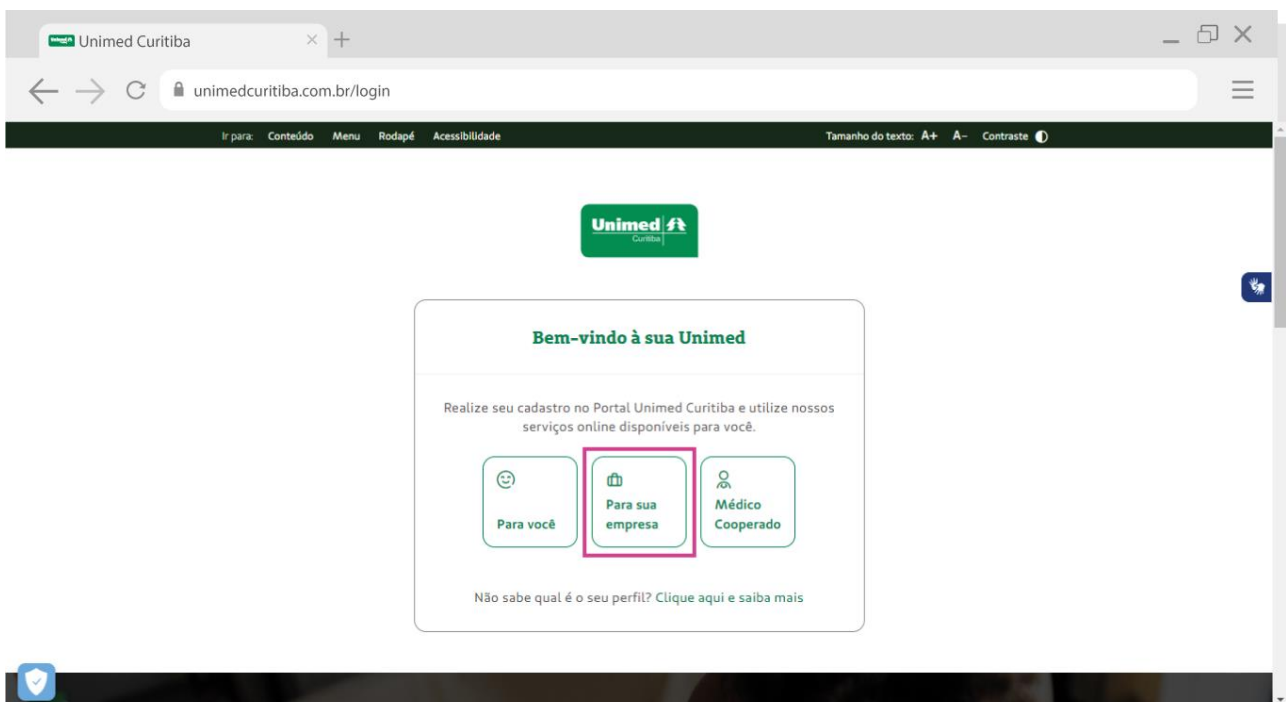 Unimed Curitiba
unimedcuritiba.com.br/login
Ir para: Conteúdo Menu Rodapé Acessibilidade Tamanho do texto: A+ A- Contraste
Unimed
Curitiba
Bem-vindo à sua Unimed
Realize seu cadastro no Portal Unimed Curitiba e utilize nossos
serviços online disponíveis para você.
Para você
Para sua
empresa
Médico
Cooperado
Não sabe qual é o seu perfil? Clique aqui e saiba mais